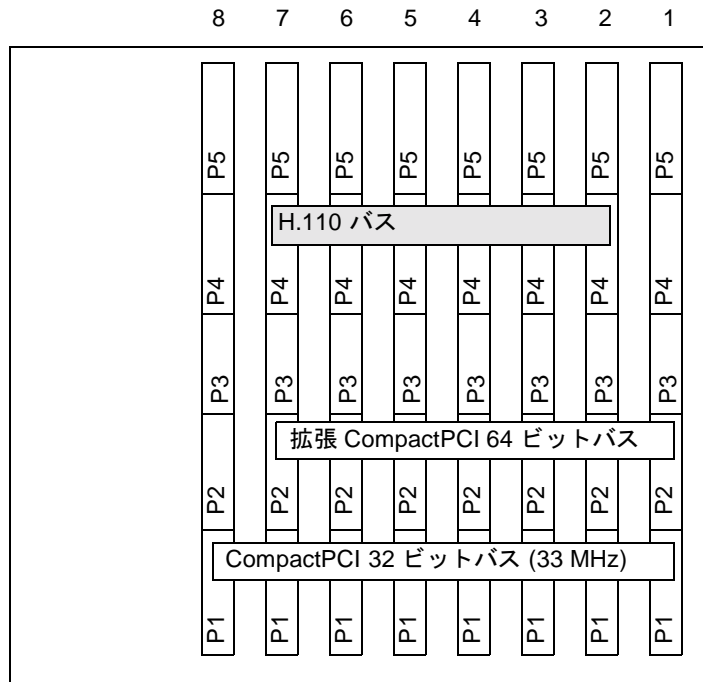 8 7 6 5 4 3 2 1
P5 P5 P5 P5 P5 P5 P5 P5
H.110 バス
P4 P4 P4 P4 P4 P4 P4 P4
P3 P3 P3 P3 P3 P3 P3 P3
拡張 CompactPCI 64 ビットバス
P2 P2 P2 P2 P2 P2 P2 P2
CompactPCI 32 ビットバス (33 MHz)
P1 P1 P1 P1 P1 P1 P1 P1